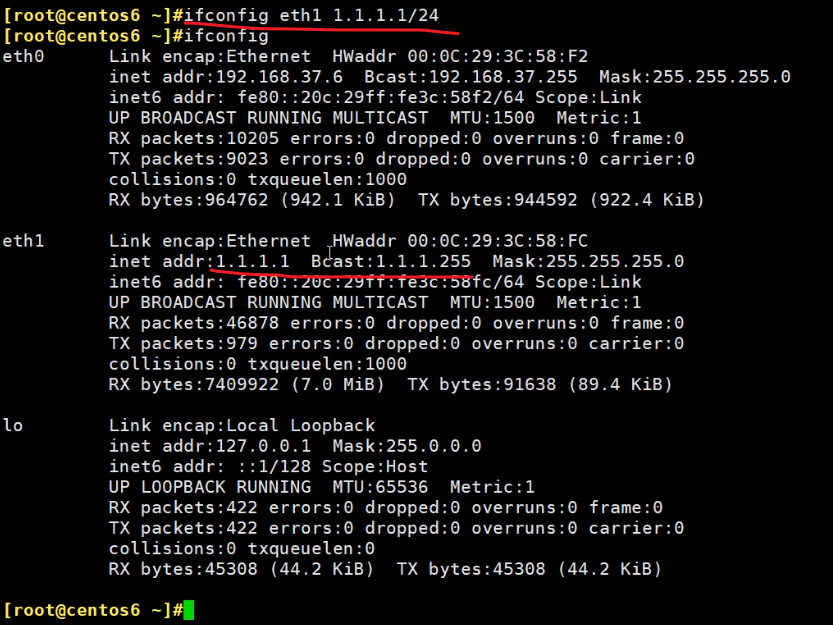 [root@centos6 ~]#ifconfig eth1 1.1.1.1/24
[root@centos6 ~]#ifconfig
eth0      Link encap:Ethernet  HWaddr 00:0C:29:3C:58:F2
          inet addr:192.168.37.6  Bcast:192.168.37.255  Mask:255.255.255.0
          inet6 addr: fe80::20c:29ff:fe3c:58f2/64 Scope:Link
          UP BROADCAST RUNNING MULTICAST  MTU:1500  Metric:1
          RX packets:10205 errors:0 dropped:0 overruns:0 frame:0
          TX packets:9023 errors:0 dropped:0 overruns:0 carrier:0
          collisions:0 txqueuelen:1000
          RX bytes:964762 (942.1 KiB)  TX bytes:944592 (922.4 KiB)
eth1      Link encap:Ethernet  HWaddr 00:0C:29:3C:58:FC
          inet addr:1.1.1.1  Bcast:1.1.1.255  Mask:255.255.255.0
          inet6 addr: fe80::20c:29ff:fe3c:58fc/64 Scope:Link
          UP BROADCAST RUNNING MULTICAST  MTU:1500  Metric:1
          RX packets:46878 errors:0 dropped:0 overruns:0 frame:0
          TX packets:979 errors:0 dropped:0 overruns:0 carrier:0
          collisions:0 txqueuelen:1000
          RX bytes:7409922 (7.0 MiB)  TX bytes:91638 (89.4 KiB)
lo        Link encap:Local Loopback
          inet addr:127.0.0.1  Mask:255.0.0.0
          inet6 addr: ::1/128 Scope:Host
          UP LOOPBACK RUNNING  MTU:65536  Metric:1
          RX packets:422 errors:0 dropped:0 overruns:0 frame:0
          TX packets:422 errors:0 dropped:0 overruns:0 carrier:0
          collisions:0 txqueuelen:0
          RX bytes:45308 (44.2 KiB)  TX bytes:45308 (44.2 KiB)
[root@centos6 ~]#